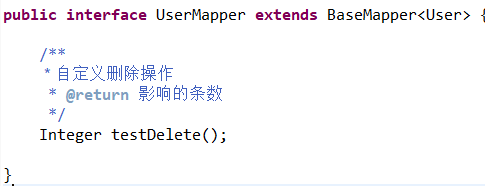 public interface UserMapper extends BaseMapper<User> {
/**
* 自定义删除操作
* @return 影响的条数
*/
Integer testDelete();
}